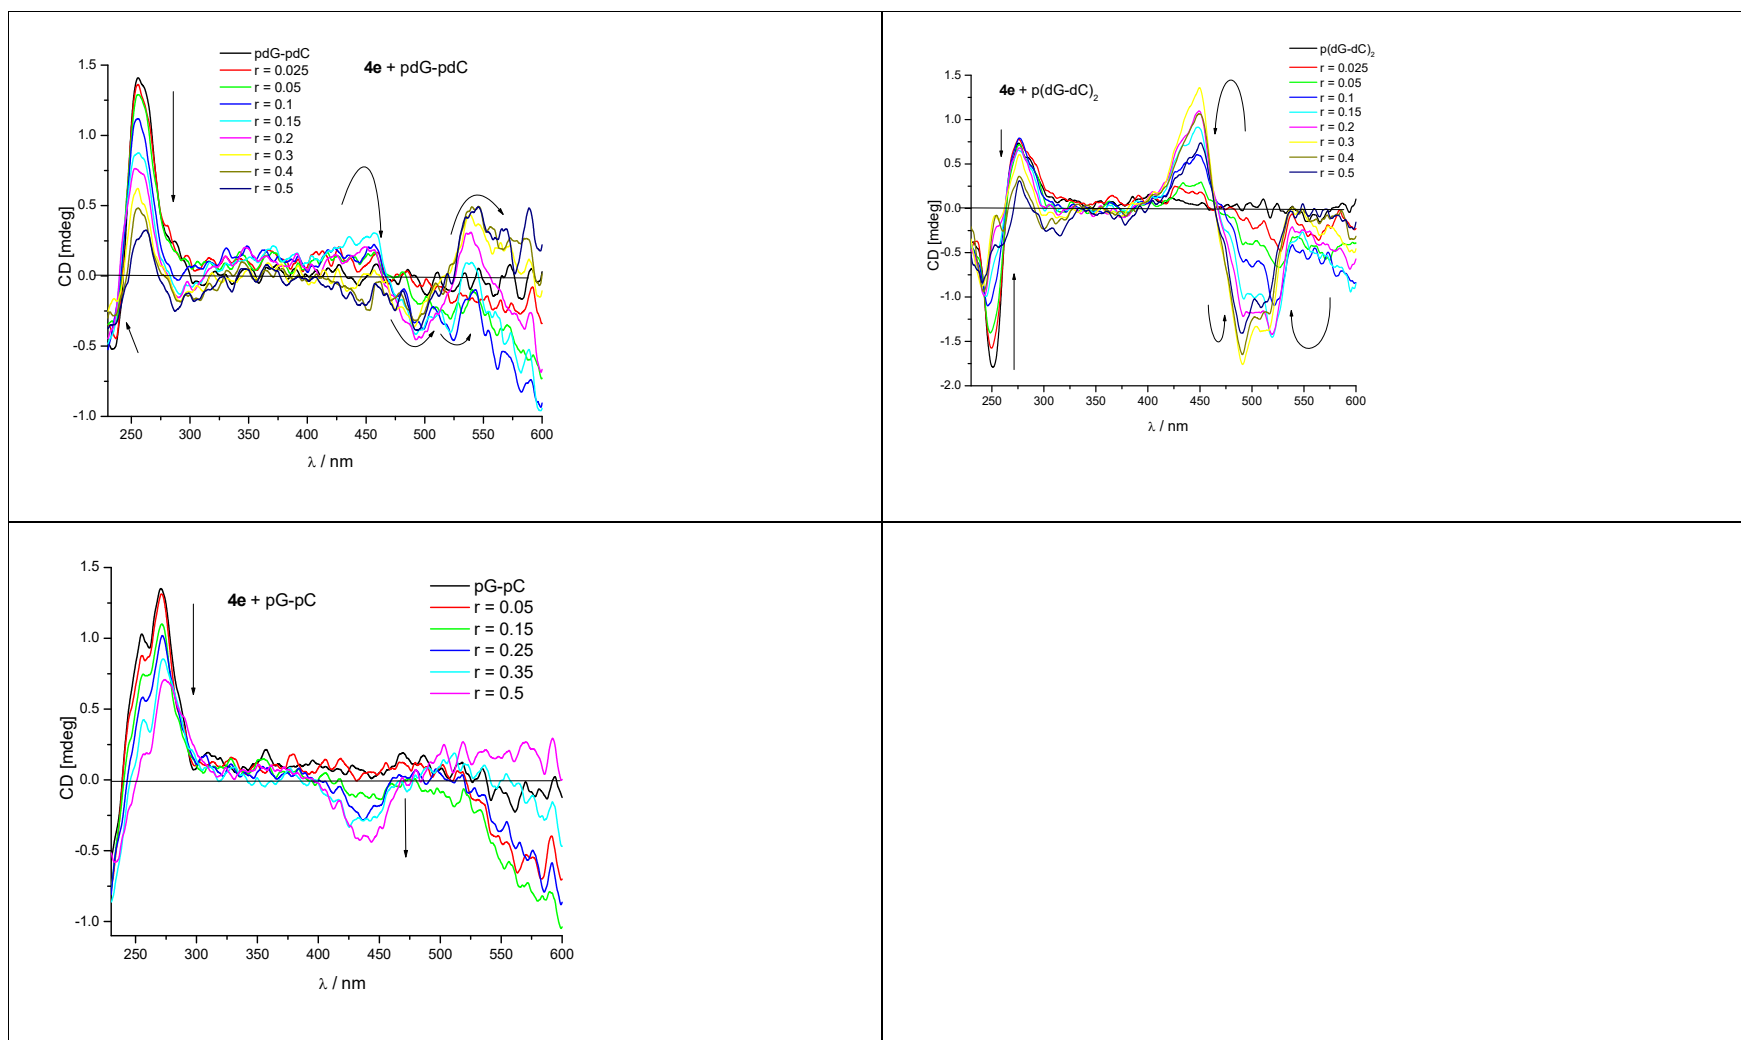 4e + pdG-pdC
pdG-pdC
r = 0.025
r = 0.05
r = 0.1
r = 0.15
r = 0.2
r = 0.3
r = 0.4
r = 0.5
CD [mdeg]
1.5
1.0
0.5
0.0
-0.5
-1.0
250 300 350 400 450 500 550 600
λ / nm
4e + p(dG-dC)2
p(dG-dC)2
r = 0.025
r = 0.05
r = 0.1
r = 0.15
r = 0.2
r = 0.3
r = 0.4
r = 0.5
CD [mdeg]
1.5
1.0
0.5
0.0
-0.5
-1.0
-1.5
-2.0
250 300 350 400 450 500 550 600
λ / nm
4e + pG-pC
pG-pC
r = 0.05
r = 0.15
r = 0.25
r = 0.35
r = 0.5
CD [mdeg]
1.5
1.0
0.5
0.0
-0.5
-1.0
250 300 350 400 450 500 550 600
λ / nm